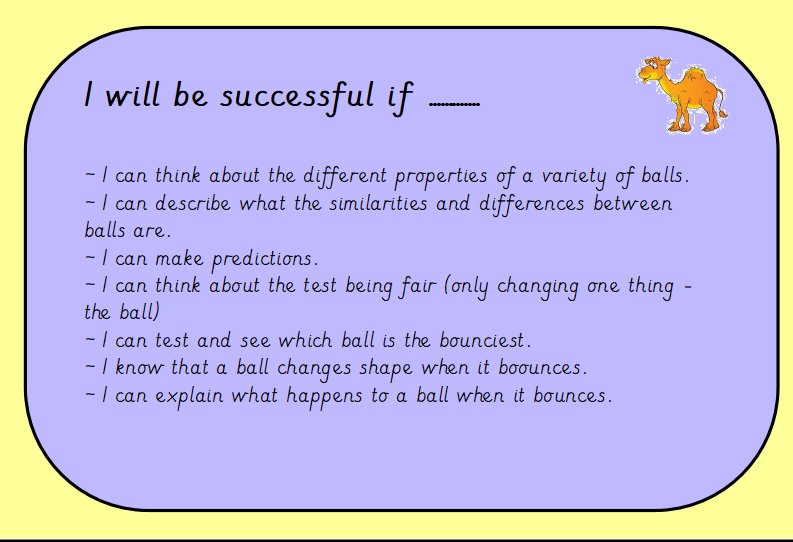 I will be successful if ............
~ I can think about the different properties of a variety of balls.
~ I can describe what the similarities and differences between
balls are.
~ I can make predictions.
~ I can think about the test being fair (only changing one thing -
the ball)
~ I can test and see which ball is the bounciest.
~ I know that a ball changes shape when it boounces.
~ I can explain what happens to a ball when it bounces.